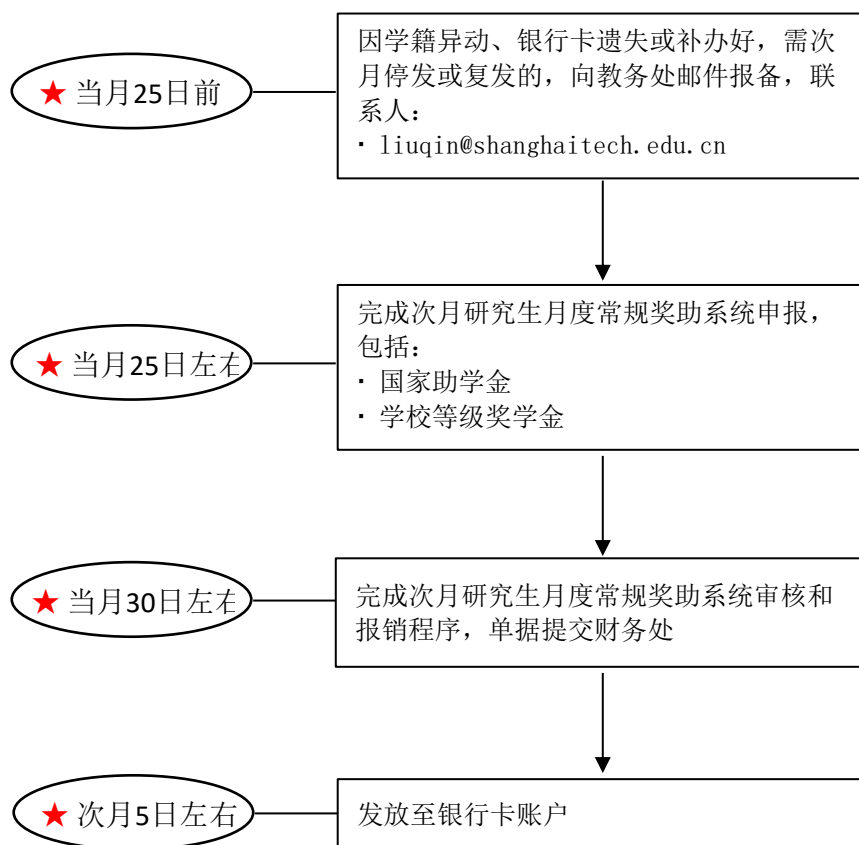 ★ 当月25日前
因学籍异动、银行卡遗失或补办好，需次
月停发或复发的，向教务处邮件报备，联
系人：
· liuqin@shanghaitech.edu.cn
★ 当月25日左右
完成次月研究生月度常规奖助系统申报，
包括：
· 国家助学金
· 学校等级奖学金
★ 当月30日左右
完成次月研究生月度常规奖助系统审核和
报销程序，单据提交财务处
★ 次月5日左右
发放至银行卡账户